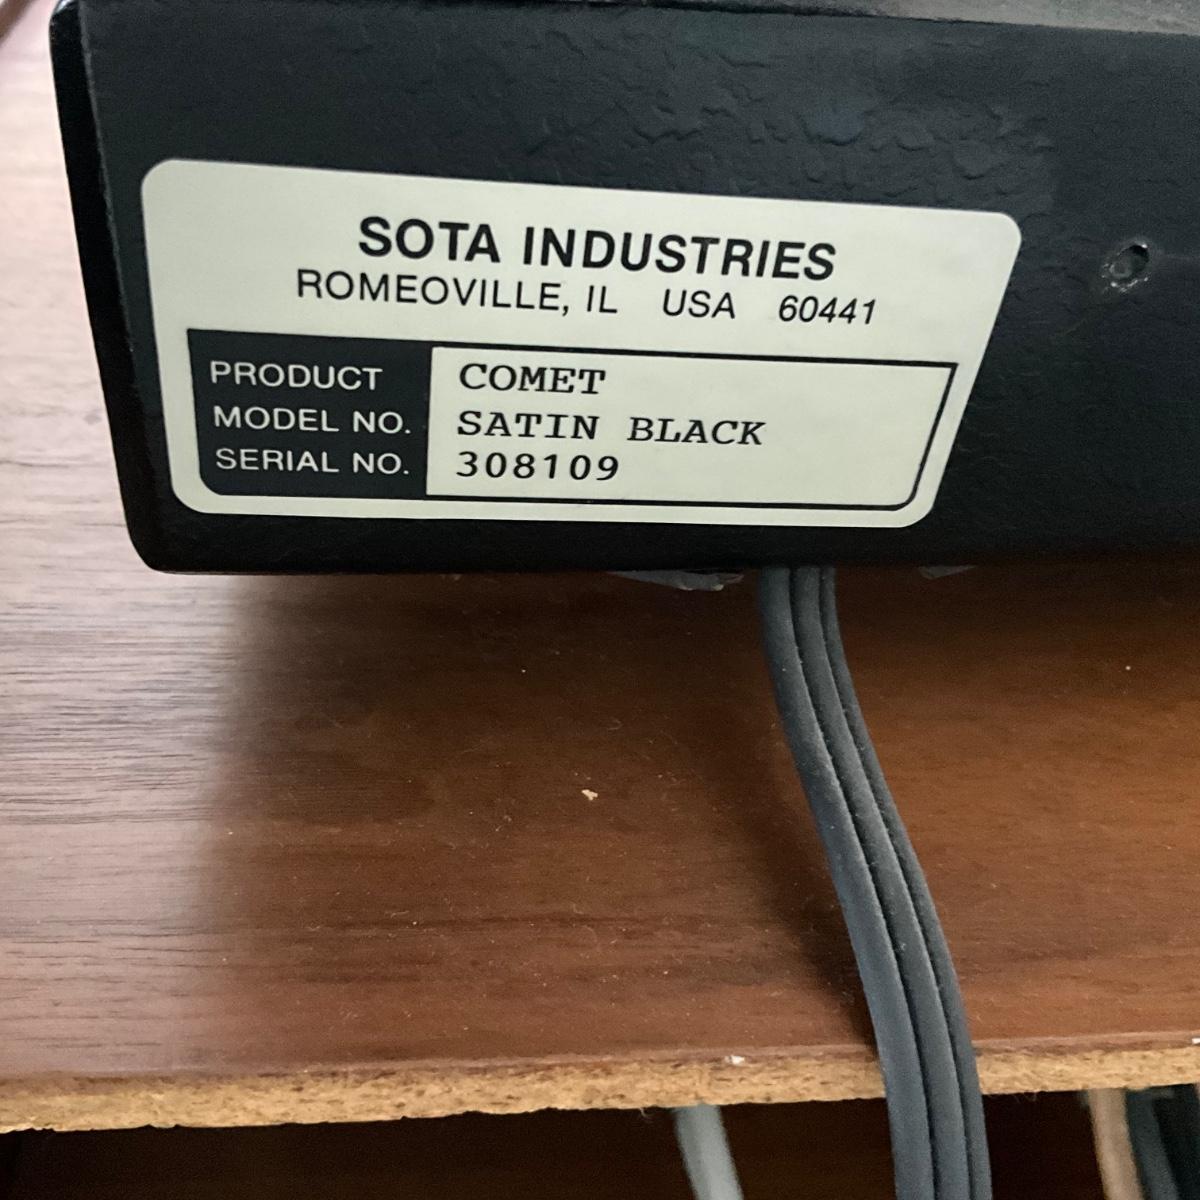 SOTA INDUSTRIES
ROMEOVILLE, IL USA 60441
PRODUCT COMET
MODEL NO. SATIN BLACK
SERIAL NO. 308109